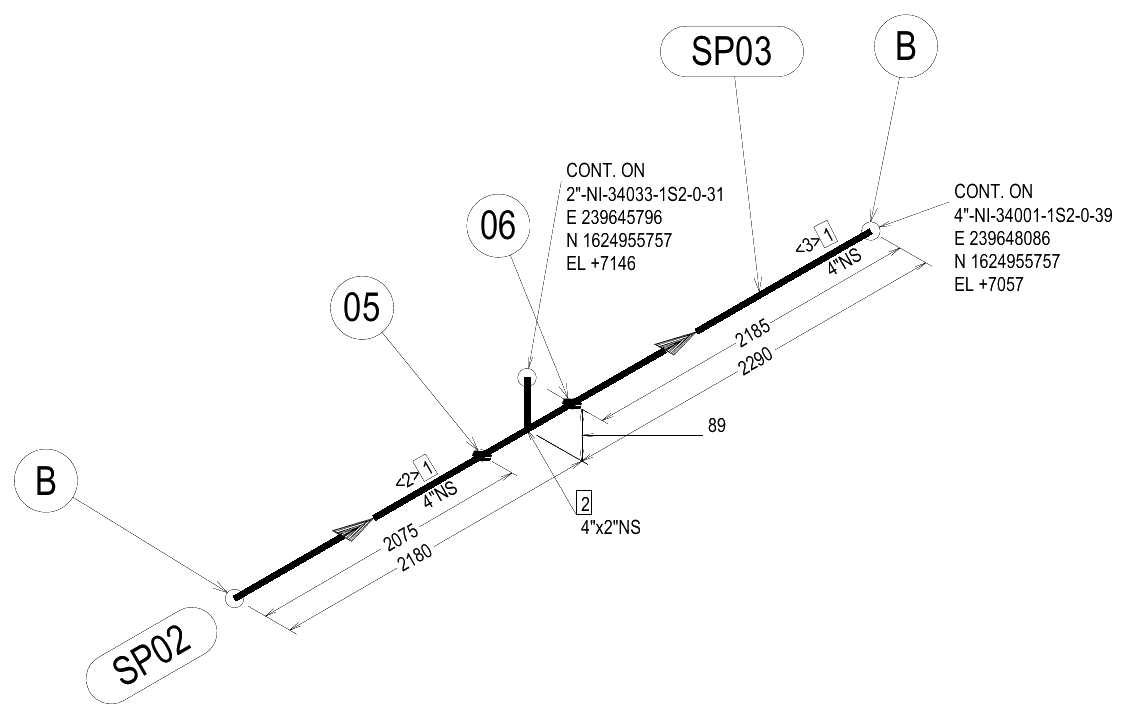 SP03
B
CONT. ON
2"-NI-34033-1S2-0-31
E 239645796
N 1624955757
EL +7146
CONT. ON
4"-NI-34001-1S2-0-39
E 239648086
N 1624955757
EL +7057
06
<3> 1
4"NS
05
2185
2290
89
B
<2> 1
4"NS
2
4"x2"NS
2075
2180
SP02